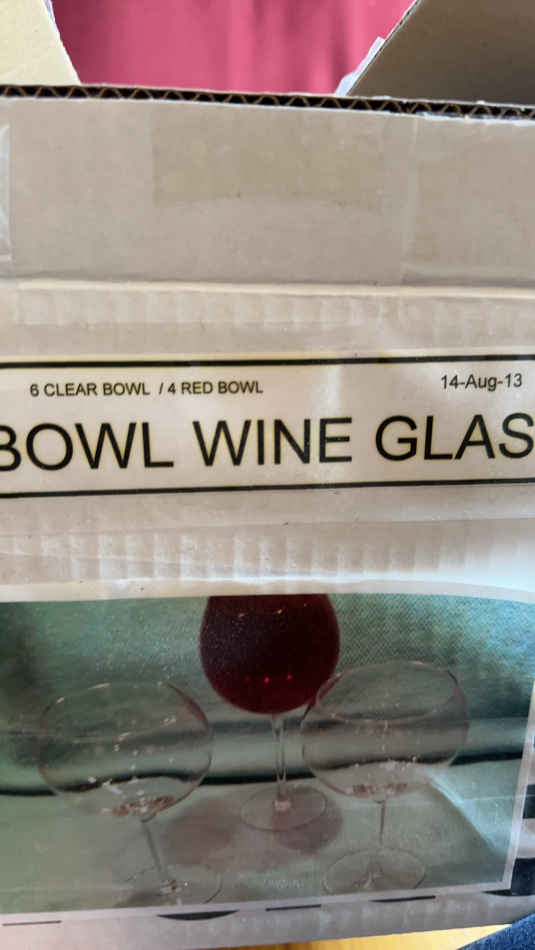 6 CLEAR BOWL / 4 RED BOWL 14-Aug-13
BOWL WINE GLAS